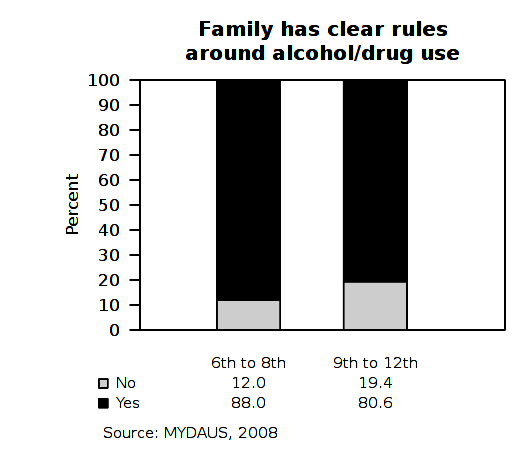 Family has clear rules
around alcohol/drug use
Percent
100
90
80
70
60
50
40
30
20
10
0
6th to 8th 9th to 12th
No 12.0 19.4
Yes 88.0 80.6
Source: MYDAUS, 2008